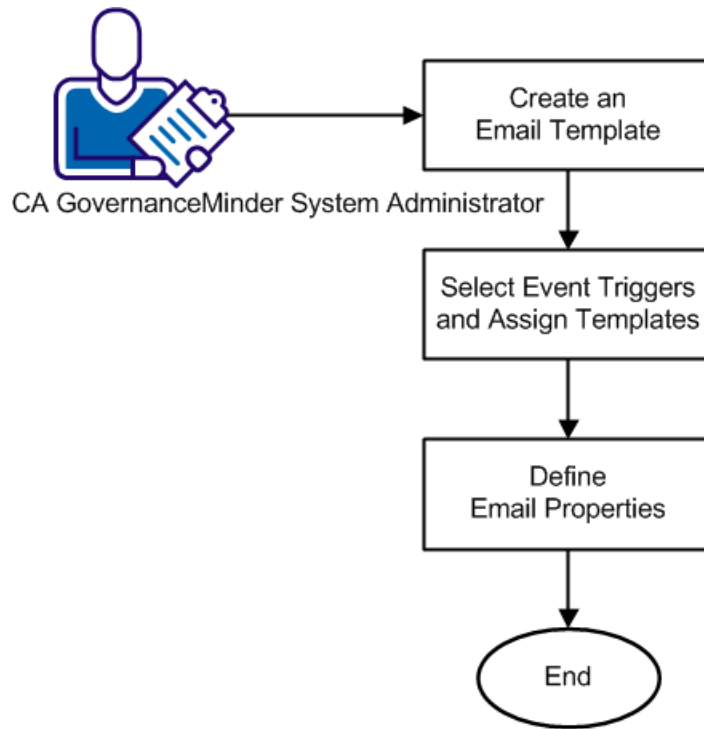 Create an
Email Template
CA GovernanceMinder System Administrator
Select Event Triggers
and Assign Templates
Define
Email Properties
End